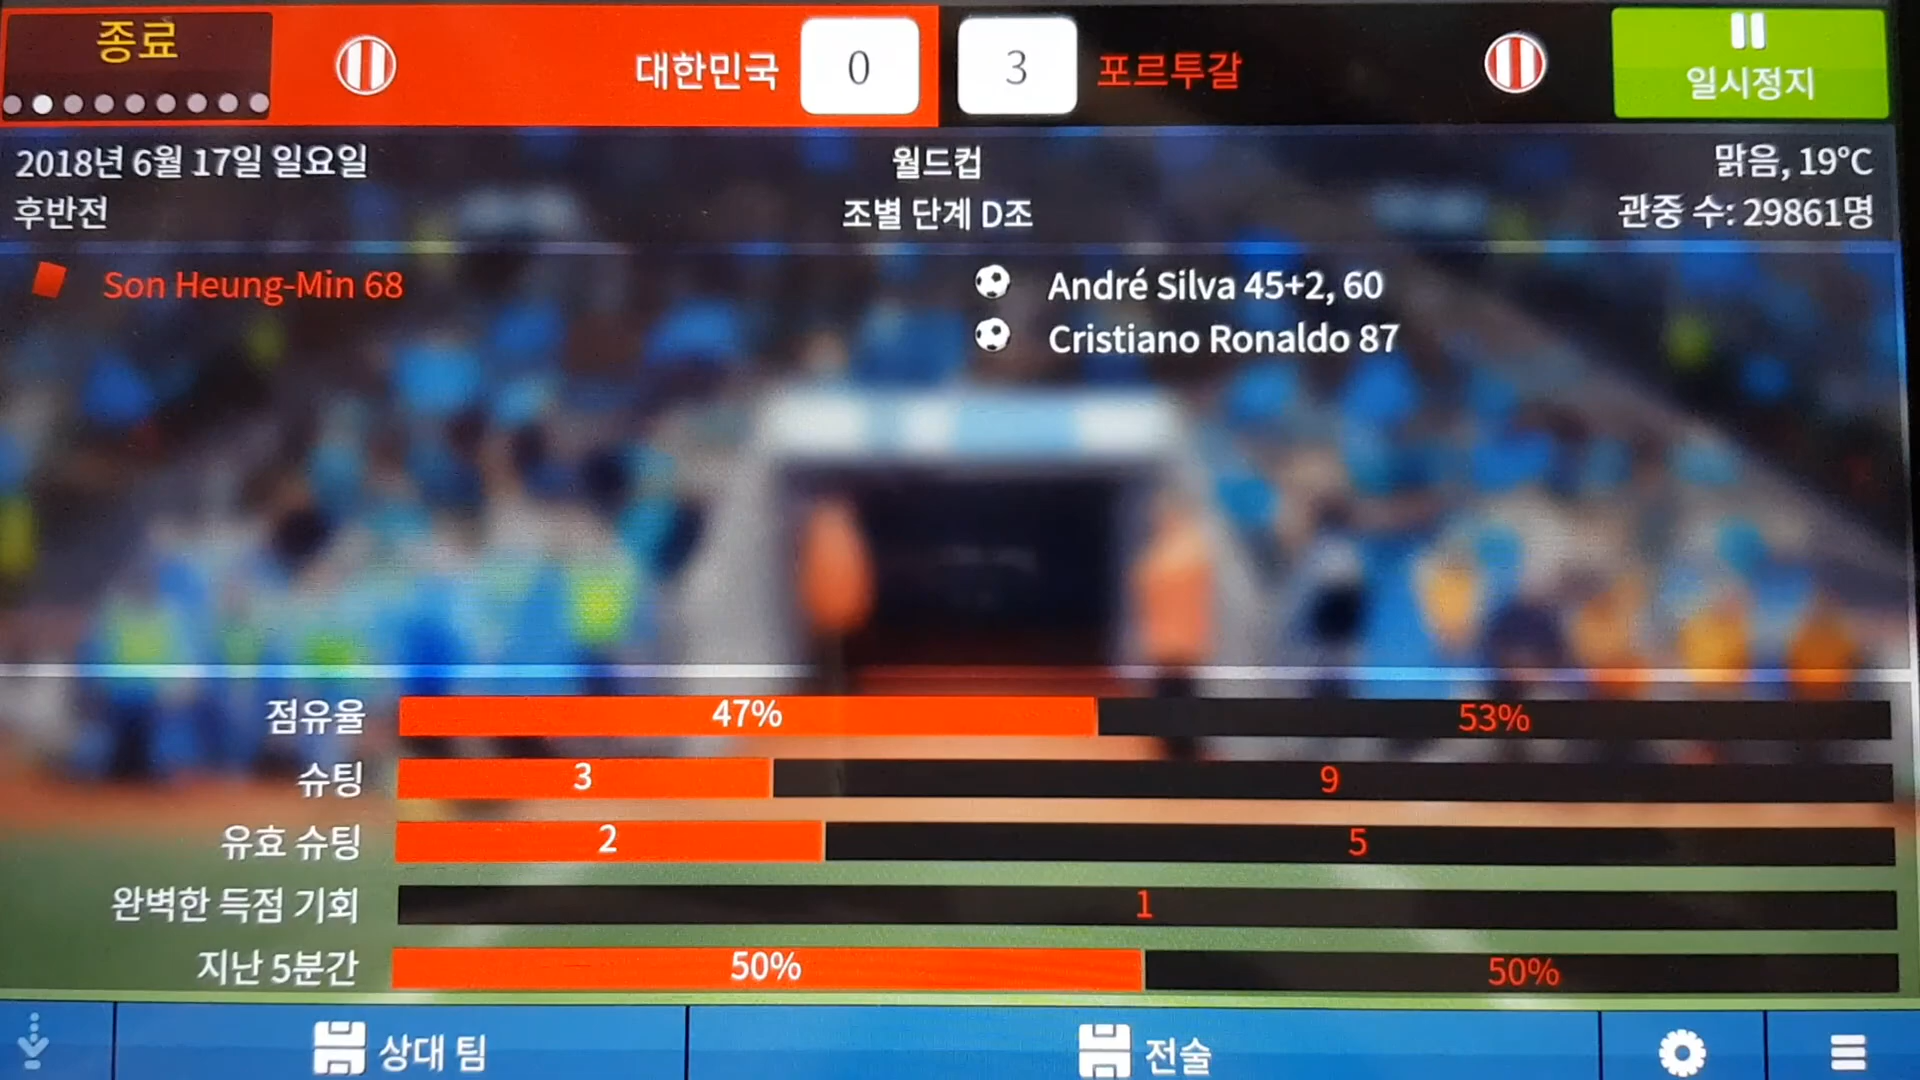 종료
대한민국 0 3 포르투갈
일시정지
2018년 6월 17일 일요일 월드컵 맑음, 19°C
후반전 조별 단계 D조 관중 수: 29861명
Son Heung-Min 68 André Silva 45+2, 60
Cristiano Ronaldo 87
점유율 47% 53%
슈팅 3 9
유효 슈팅 2 5
완벽한 득점 기회 1
지난 5분간 50% 50%
상대 팀 전술